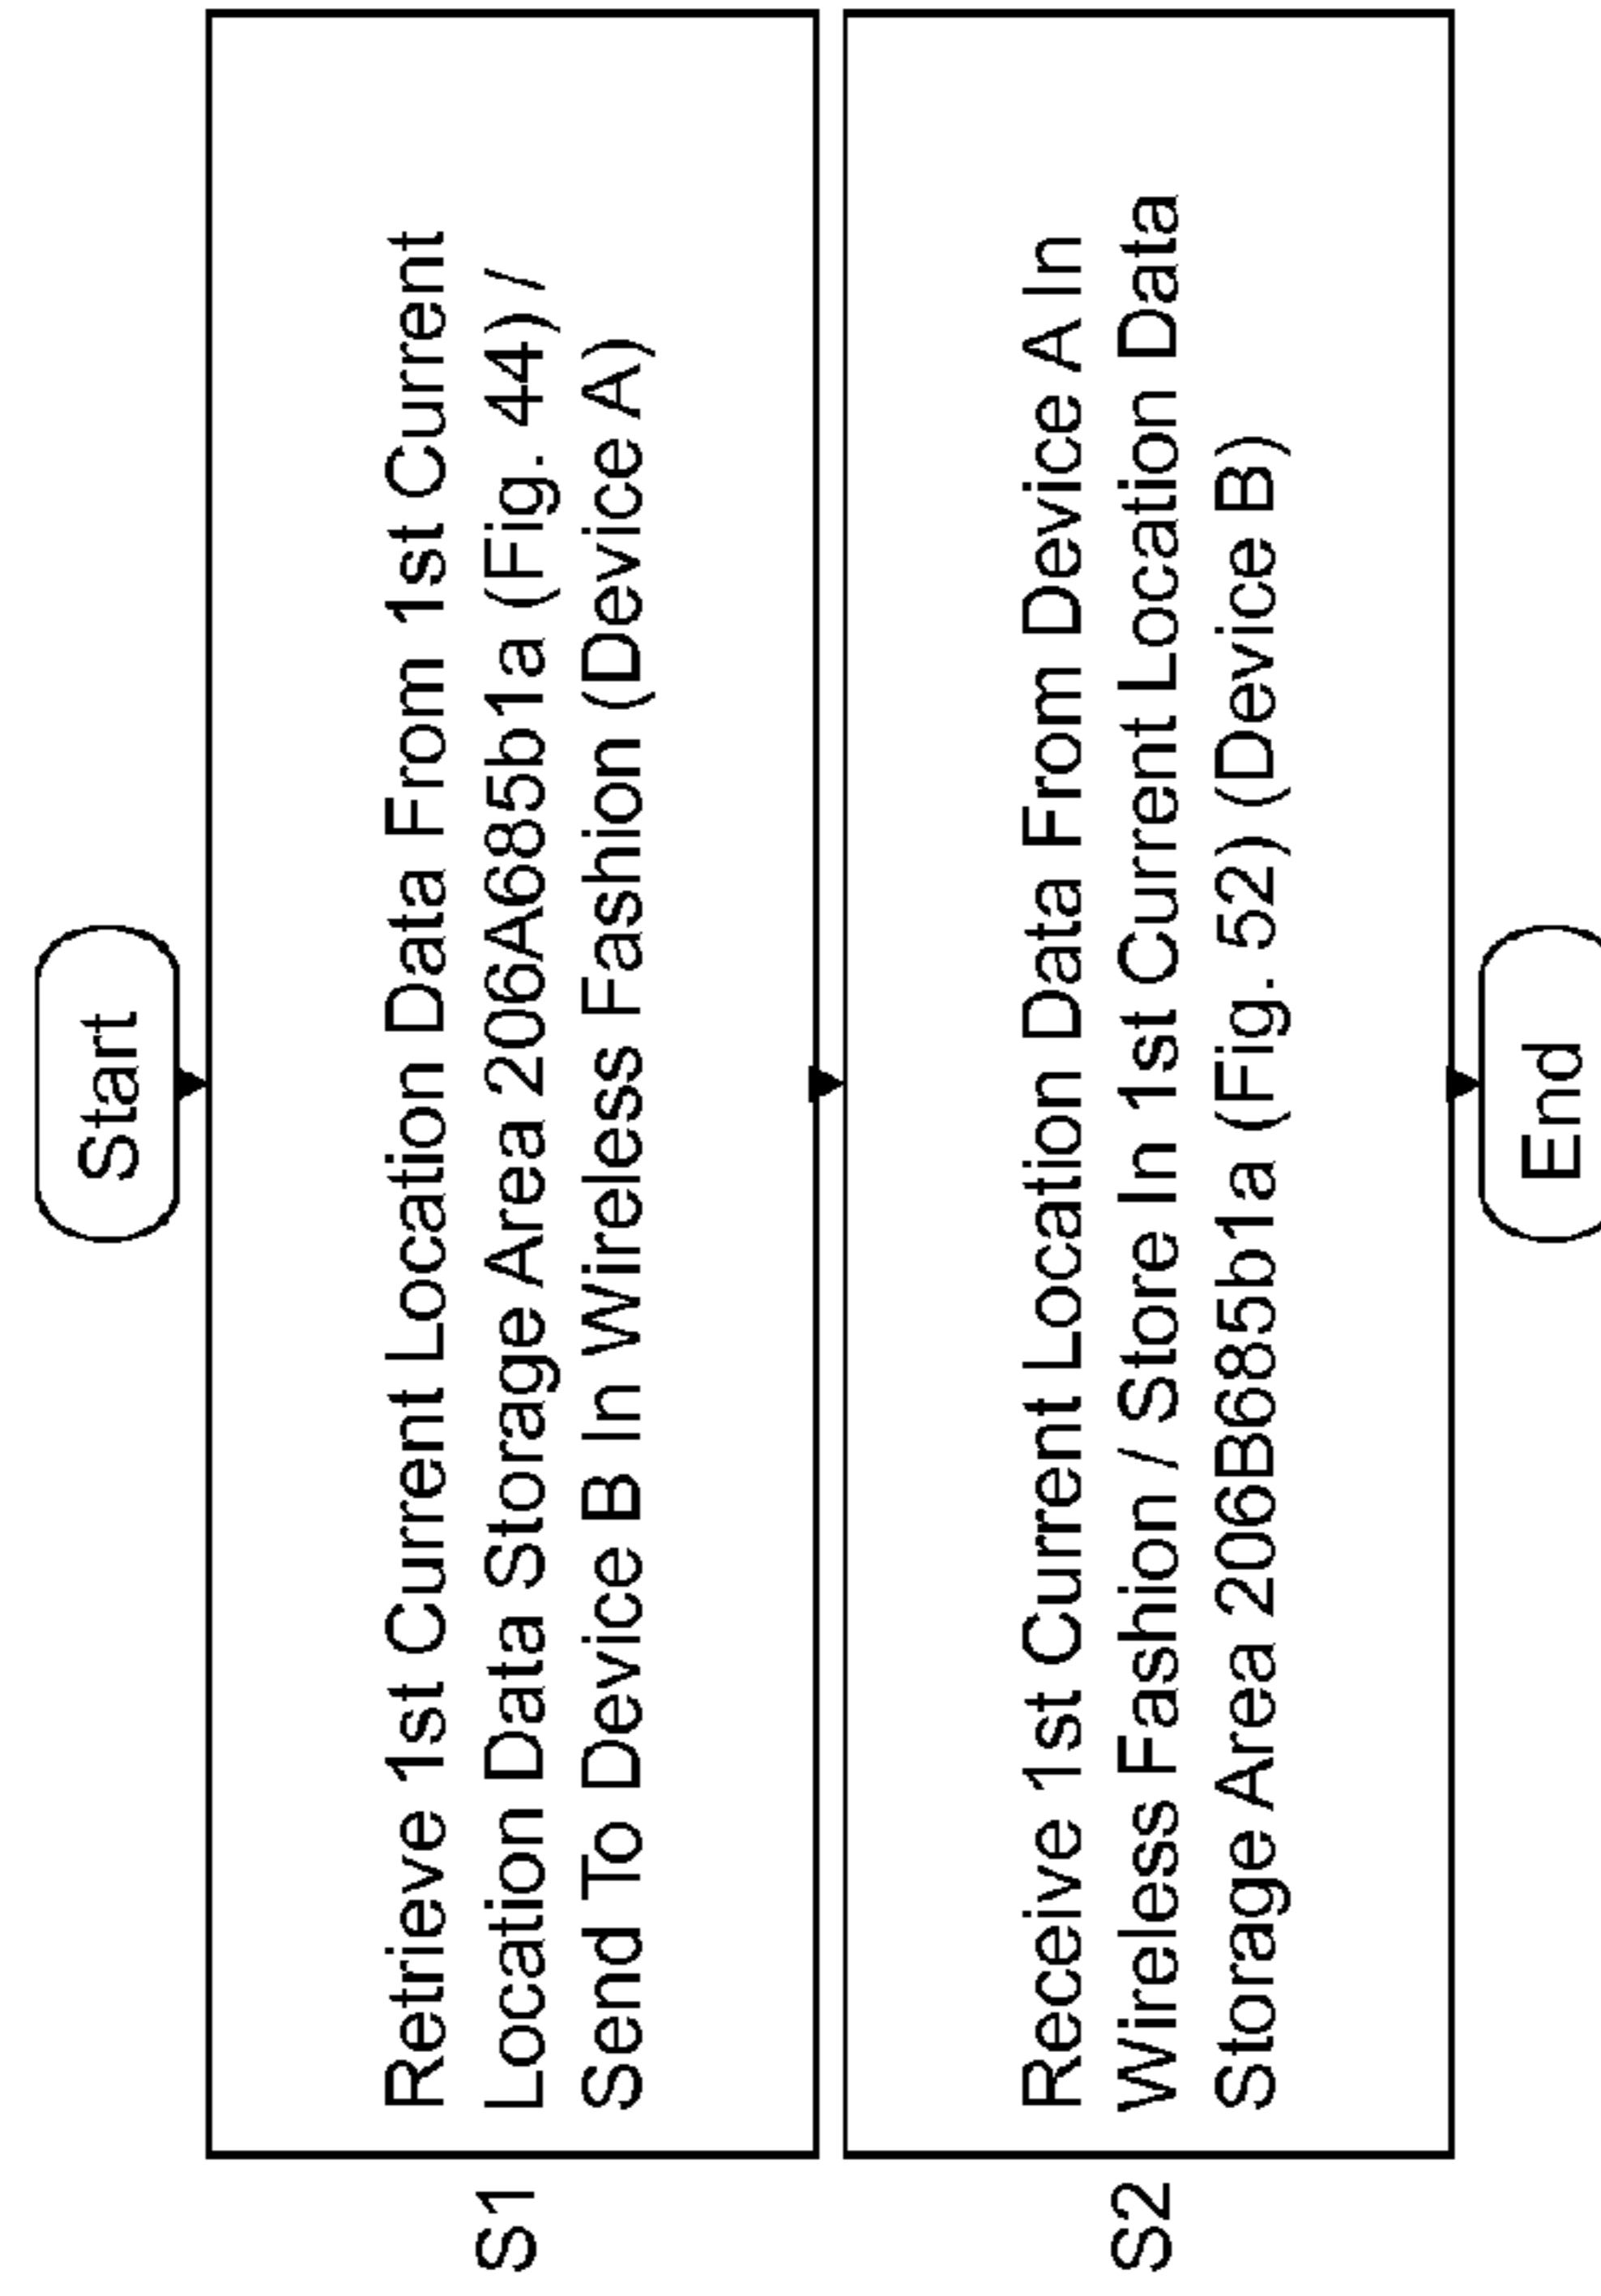 Start
S1
Retrieve 1st Current Location Data From 1st Current
Location Data Storage Area 206A685b1a (Fig. 44) /
Send To Device B In Wireless Fashion (Device A)
S2
Receive 1st Current Location Data From Device A In
Wireless Fashion / Store In 1st Current Location Data
Storage Area 206B685b1a (Fig. 52) (Device B)
End